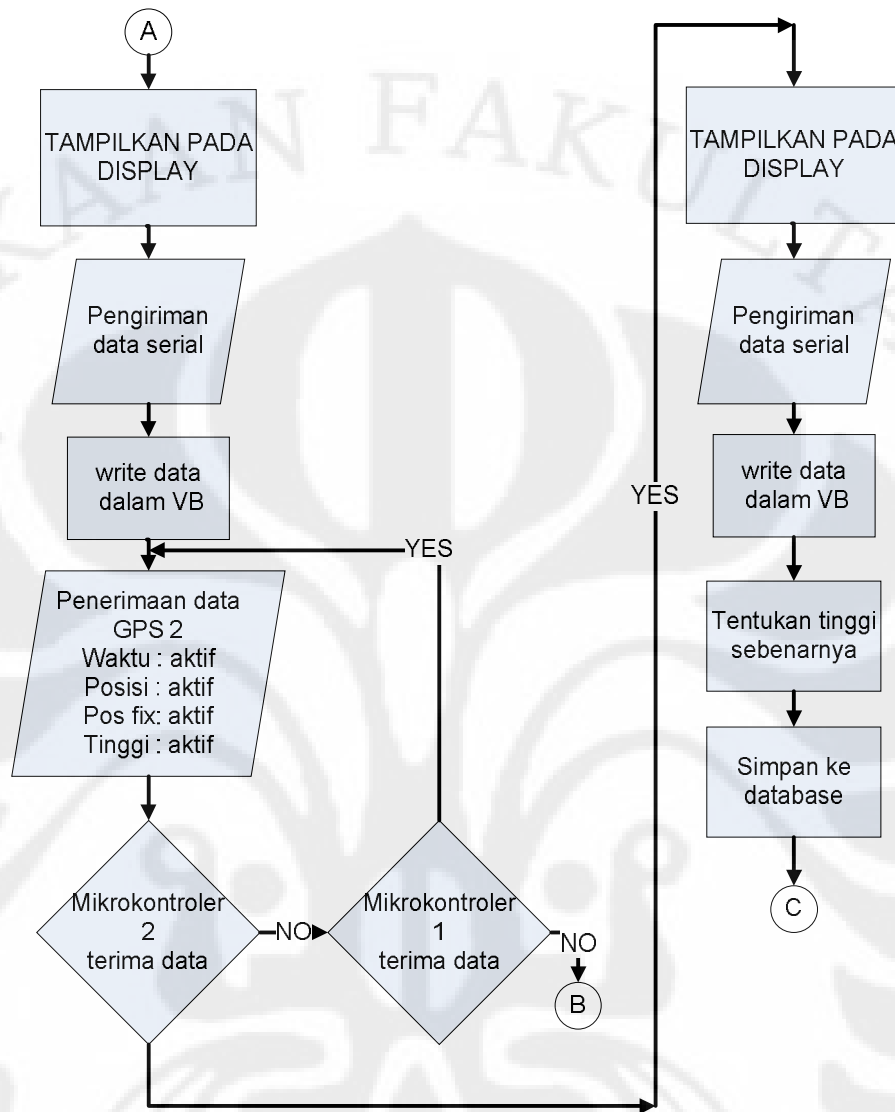 A
TAMPILKAN PADA
DISPLAY
Pengiriman
data serial
write data
dalam VB
YES
Penerimaan data
GPS 2
Waktu : aktif
Posisi : aktif
Pos fix: aktif
Tinggi : aktif
Mikrokontroler
2
terima data
NO
Mikrokontroler
1
terima data
NO
B
YES
TAMPILKAN PADA
DISPLAY
Pengiriman
data serial
write data
dalam VB
Tentukan tinggi
sebenarnya
Simpan ke
database
C
KAAN FAKULTA